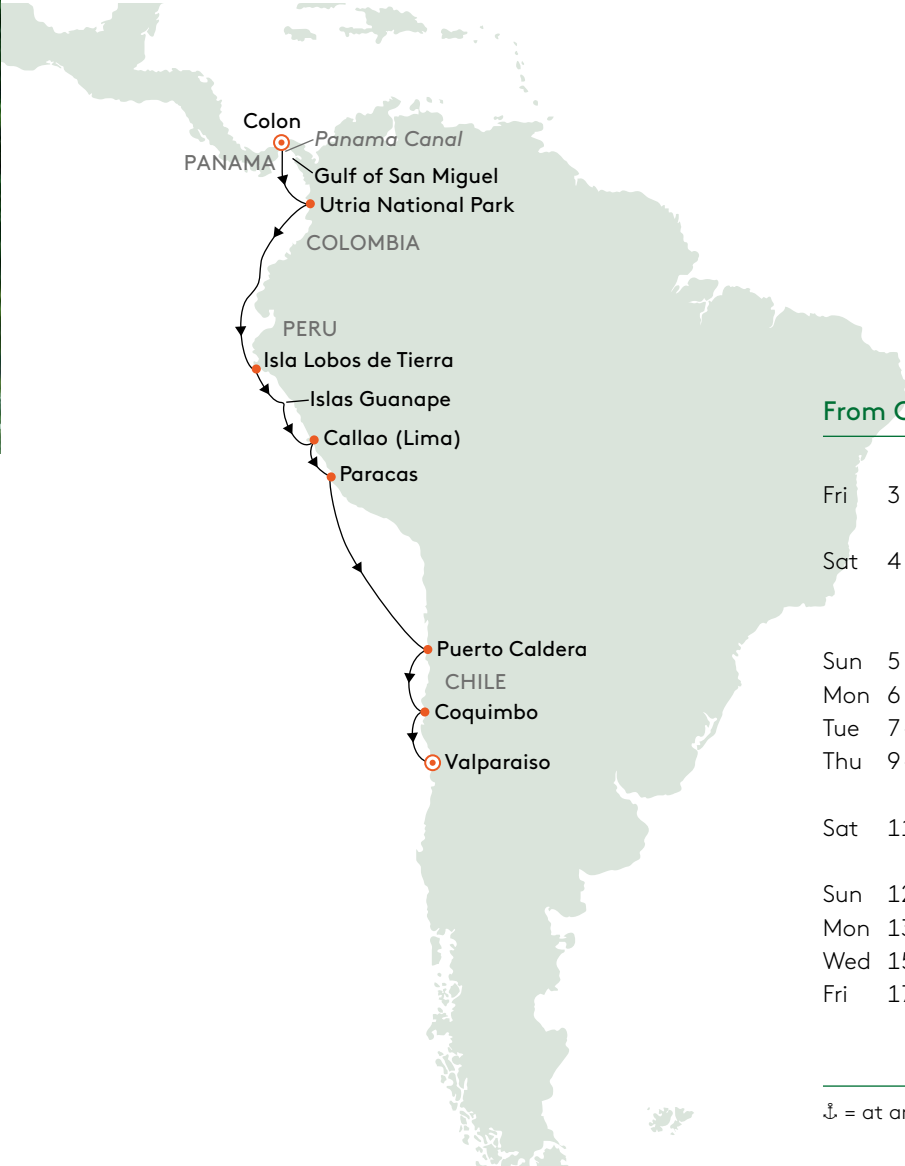 Colon
Panama Canal
PANAMA
Gulf of San Miguel
Utria National Park
COLOMBIA
PERU
Isla Lobos de Tierra
Islas Guanape
Callao (Lima)
Paracas
Puerto Caldera
CHILE
Coquimbo
Valparaiso
From
Fri 3
Sat 4
Sun 5
Mon 6
Tue 7
Thu 9
Sat
Sun
Mon
Wed
Fri
⚓ = at